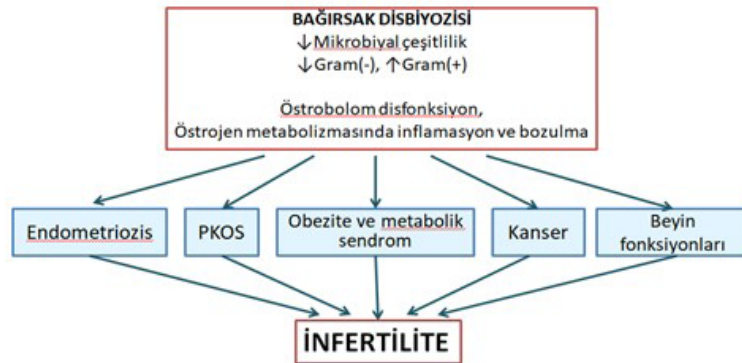 BAĞIRSAK DİSBİYOZİSİ
↓Mikrobiyal çeşitlilik
↓Gram(-), ↑Gram(+)
Östrobolom disfonksiyon,
Östrojen metabolizmasında inflamasyon ve bozulma
Endometriozis
PKOS
Obezite ve metabolik
sendrom
Kanser
Beyin
fonksiyonları
İNFERTİLİTE